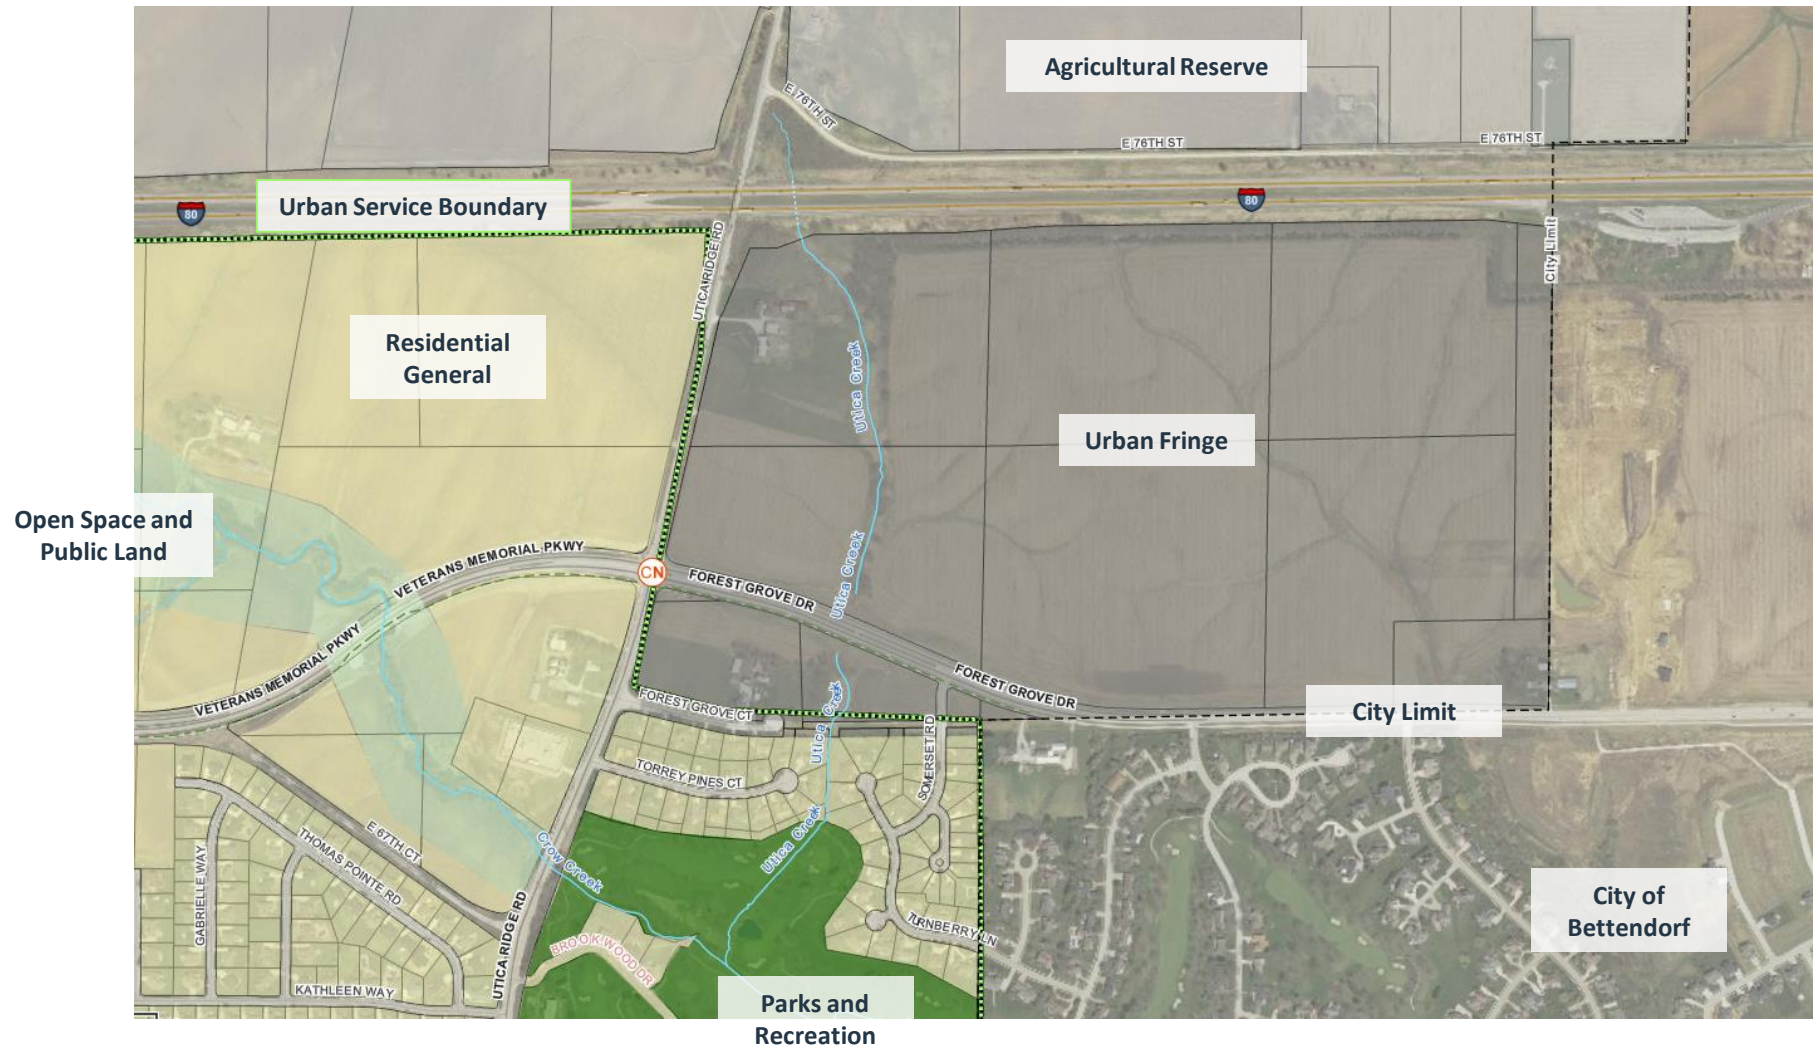 Agricultural Reserve
E 76TH ST
E 76TH ST
E 76TH ST
80
Urban Service Boundary
80
City Limit
UTICA RIDGE RD
Residential
General
Utica Creek
Urban Fringe
Open Space and
Public Land
VETERANS MEMORIAL PKWY
CN
FOREST GROVE DR
Utica Creek
VETERANS MEMORIAL PKWY
FOREST GROVE DR
FOREST GROVE CT
City Limit
Utica Creek
SOMERSET RD
TORREY PINES CT
E 67TH CT
THOMAS POINTE RD
GABRIELLE WAY
Crow Creek
Utica Creek
City of
Bettendorf
TURNBERRY LN
BROOKWOOD DR
UTICA RIDGE RD
KATHLEEN WAY
Parks and
Recreation